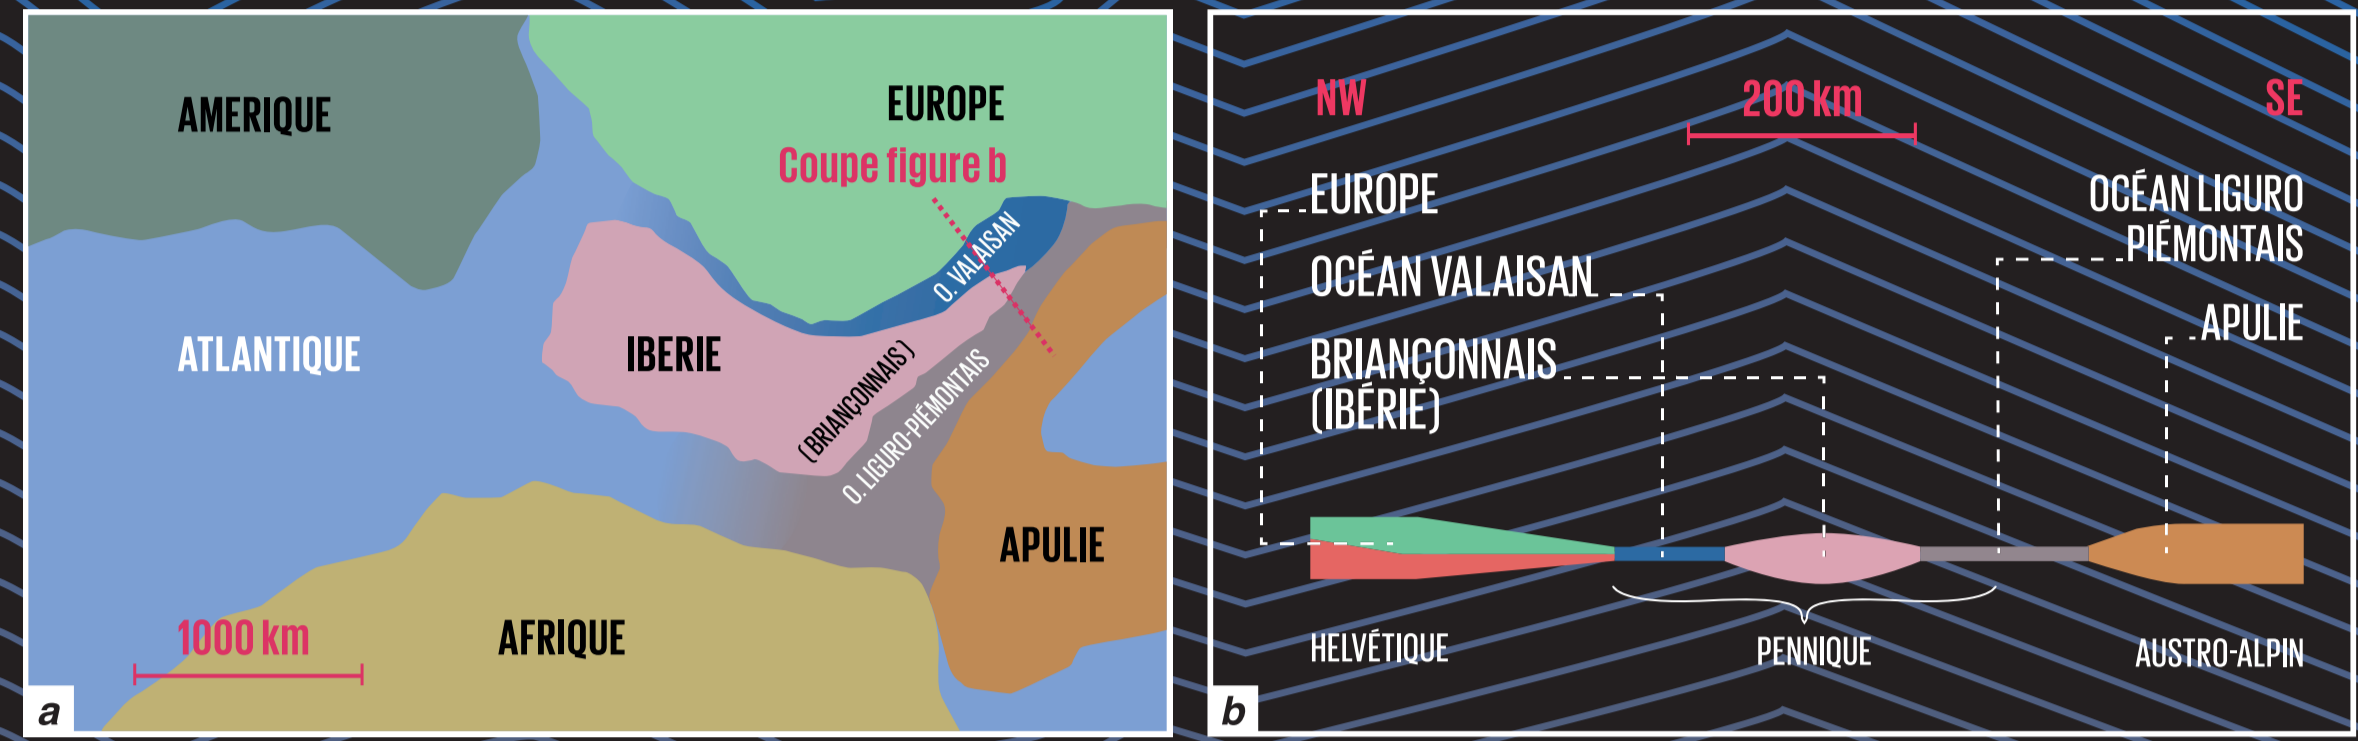 AMERIQUE
EUROPE
Coupe figure b
O. VALAISAN
ATLANTIQUE
IBERIE
(BRIANÇONNAIS)
O. LIGURO-PIÉMONTAIS
APULIE
AFRIQUE
1000 km
a
NW
200 km
SE
EUROPE
OCÉAN LIGURO
PIÉMONTAIS
OCÉAN VALAISAN
APULIE
BRIANÇONNAIS
(IBÉRIE)
HELVÉTIQUE
PENNIQUE
AUSTRO-ALPIN
b